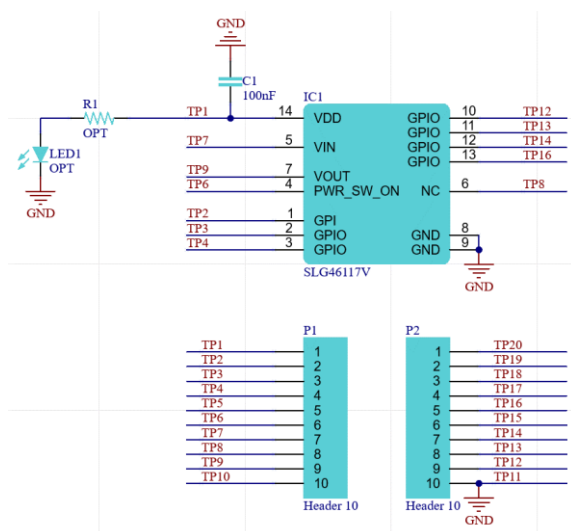 GND
C1
100nF
R1
OPT
LED1
OPT
GND
IC1
TP1 14 VDD GPIO 10 TP12
GPIO 11 TP13
TP7 5 VIN GPIO 12 TP14
GPIO 13 TP16
TP9 7 VOUT
TP6 4 PWR_SW_ON NC 6 TP8
TP2 1 GPI
TP3 2 GPIO GND 8
TP4 3 GPIO GND 9
SLG46117V
GND
P1 P2
TP1 1 1 TP20
TP2 2 2 TP19
TP3 3 3 TP18
TP4 4 4 TP17
TP5 5 5 TP16
TP6 6 6 TP15
TP7 7 7 TP14
TP8 8 8 TP13
TP9 9 9 TP12
TP10 10 10 TP11
Header 10 Header 10
GND